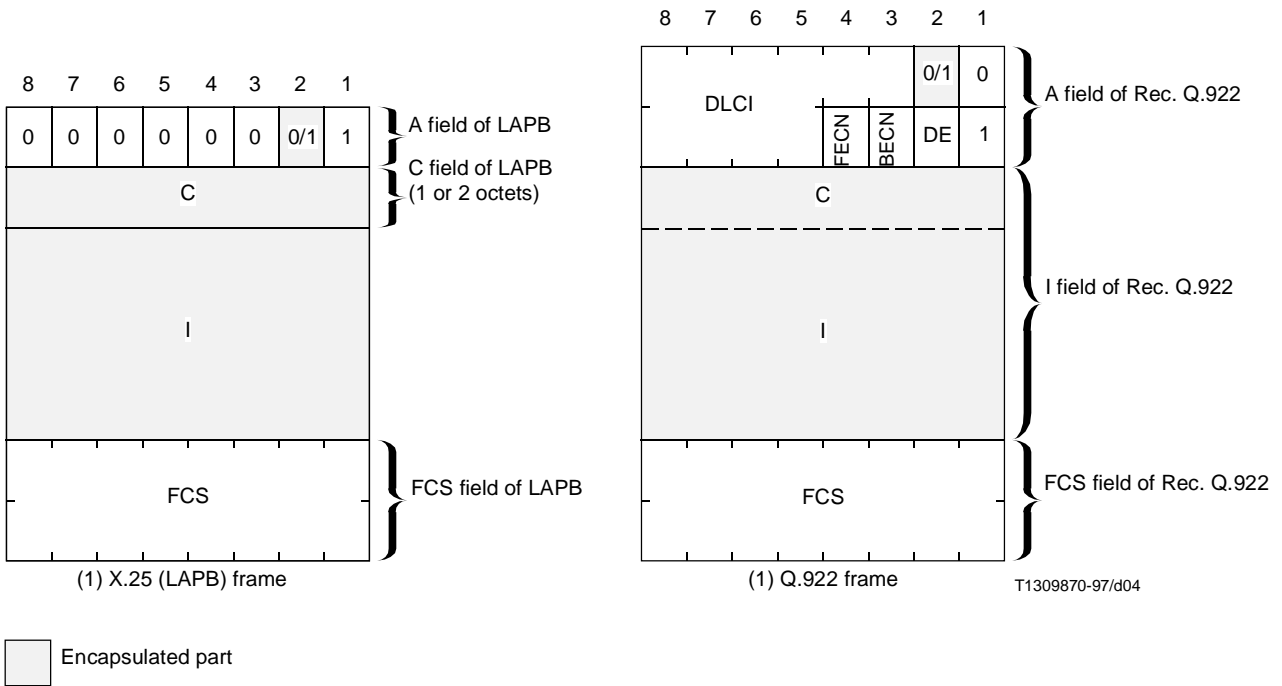 8 7 6 5 4 3 2 1
0 0 0 0 0 0 0/1 1
A field of LAPB
C field of LAPB
(1 or 2 octets)
C
I
FCS
FCS field of LAPB
(1) X.25 (LAPB) frame
8 7 6 5 4 3 2 1
DLCI
0/1 0
FECN
BECN
DE 1
A field of Rec. Q.922
C
I
I field of Rec. Q.922
FCS
FCS field of Rec. Q.922
(1) Q.922 frame
T1309870-97/d04
Encapsulated part